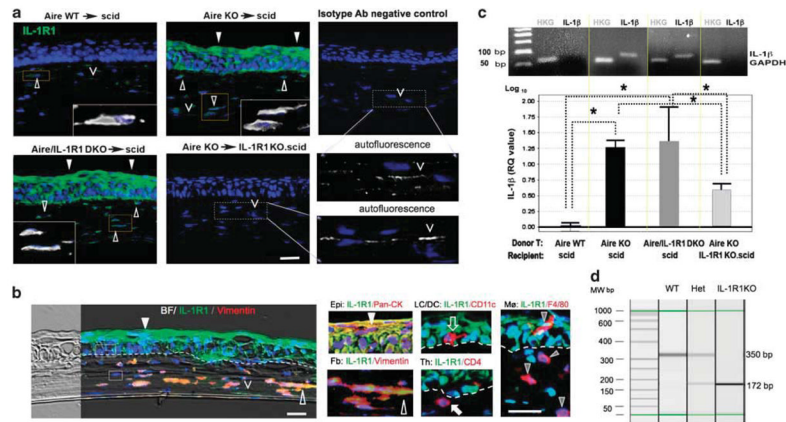 a
Aire WT → scid
Aire KO → scid
Isotype Ab negative control
IL-1R1
Aire/IL-1R1 DKO → scid
Aire KO → IL-1R1 KO.scid
autofluorescence
autofluorescence
b
BF/ IL-1R1 / Vimentin
Epi: IL-1R1/Pan-CK
LC/DC: IL-1R1/CD11c
Mø: IL-1R1/F4/80
Fb: IL-1R1/Vimentin
Th: IL-1R1/CD4
c
HKG IL-1β HKG IL-1β HKG IL-1β HKG IL-1β
100 bp
50 bp
IL-1β
GAPDH
Log 10
IL-1β (RQ value)
2.00
1.75
1.50
1.25
1.00
0.75
0.50
0.25
0.00
* * * *
Donor T: Aire WT Aire KO Aire/IL-1R1 DKO Aire KO
Recipient: scid scid scid IL-1R1 KO.scid
d
MW bp
WT Het IL-1R1KO
1000
600
400
300
200
150
50
350 bp
172 bp